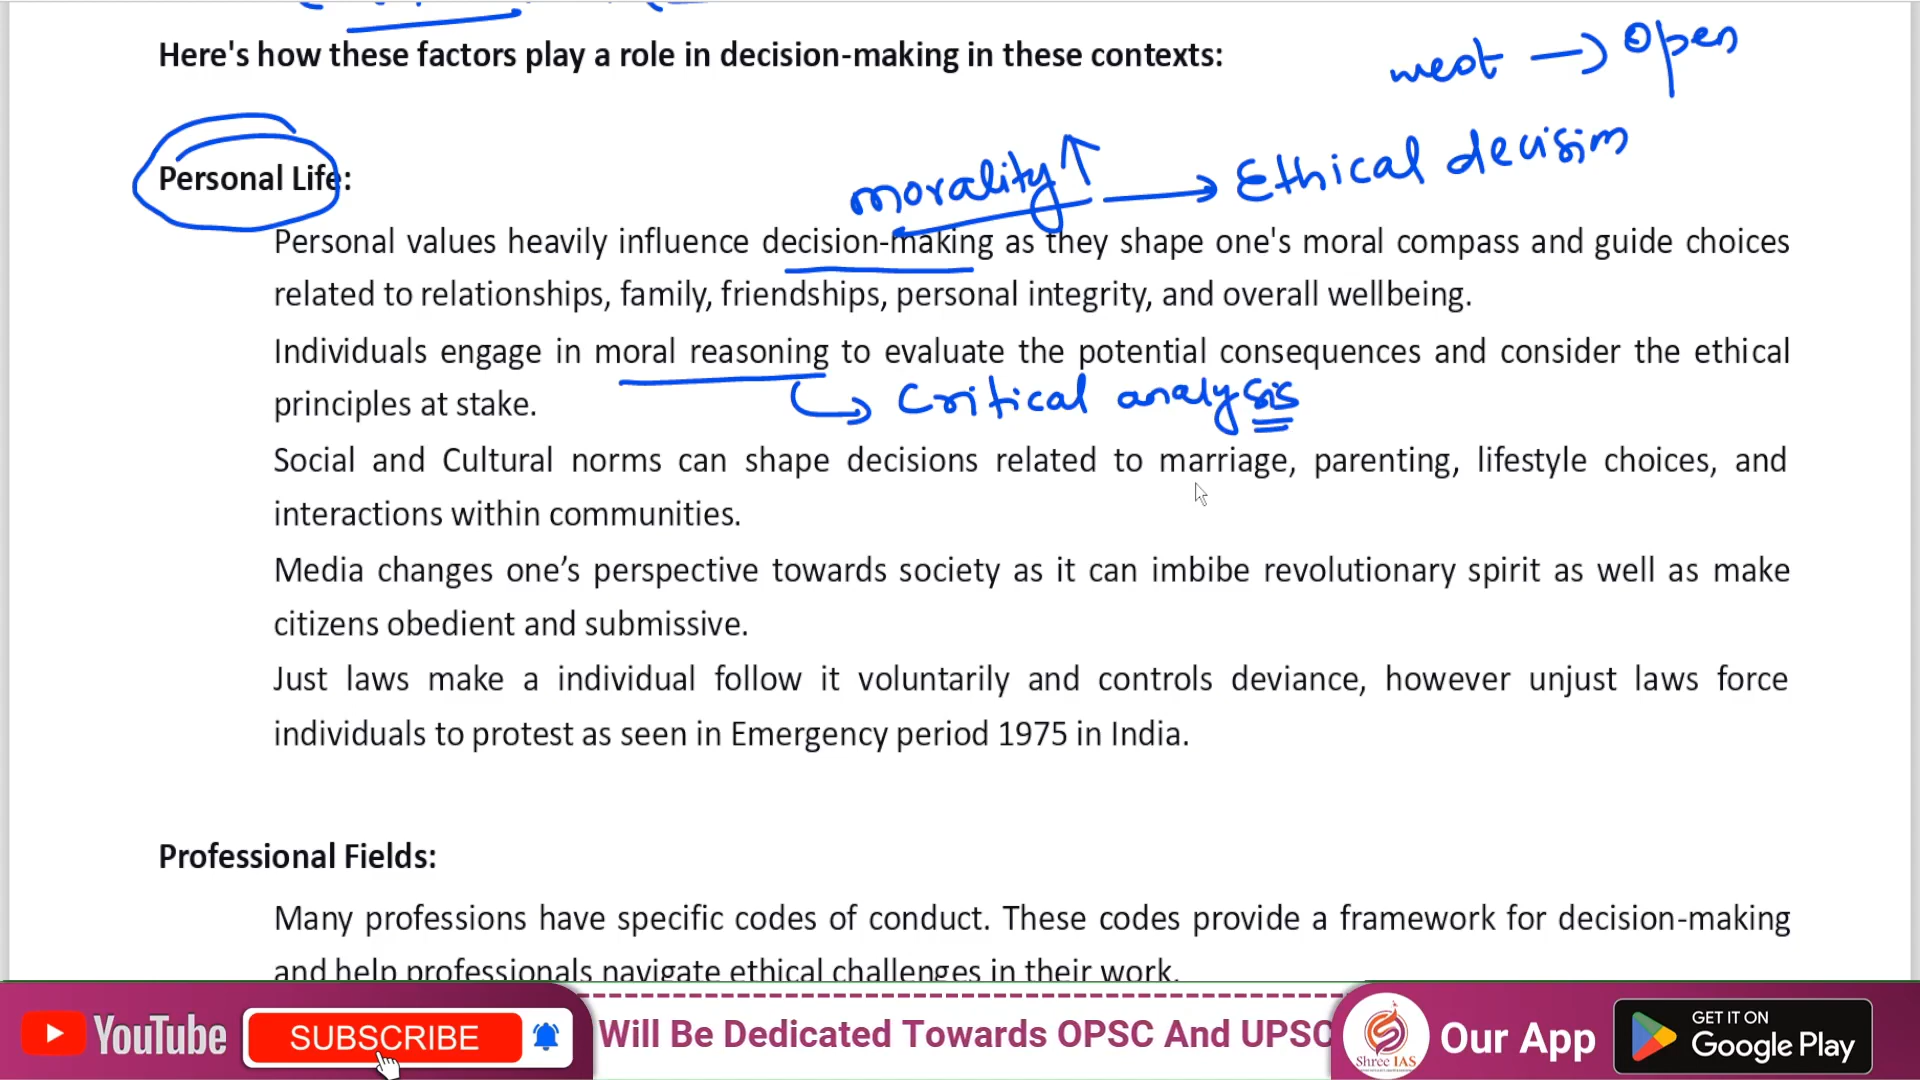 Here's how these factors play a role in decision-making in these contexts:
west → Open
Personal Life:
morality↑ → Ethical decision
Personal values heavily influence decision-making as they shape one's moral compass and guide choices
related to relationships, family, friendships, personal integrity, and overall wellbeing.
Individuals engage in moral reasoning to evaluate the potential consequences and consider the ethical
principles at stake.
→ Critical analysis
Social and Cultural norms can shape decisions related to marriage, parenting, lifestyle choices, and
interactions within communities.
Media changes one’s perspective towards society as it can imbibe revolutionary spirit as well as make
citizens obedient and submissive.
Just laws make a individual follow it voluntarily and controls deviance, however unjust laws force
individuals to protest as seen in Emergency period 1975 in India.
Professional Fields:
Many professions have specific codes of conduct. These codes provide a framework for decision-making
and help professionals navigate ethical challenges in their work.
YouTube SUBSCRIBE Will Be Dedicated Towards OPSC And UPSC
Shree IAS
Our App
GET IT ON
Google Play